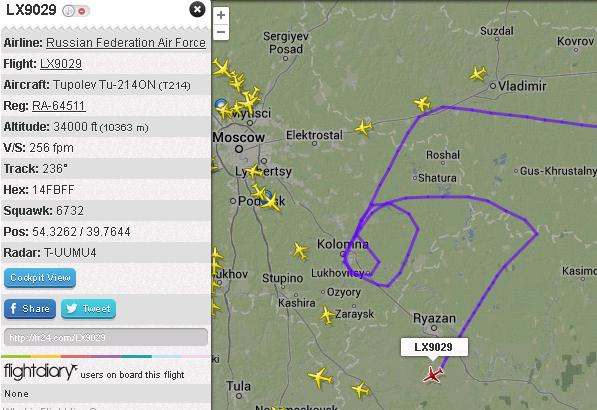 LX9029
Airline: Russian Federation Air Force
Flight: LX9029
Aircraft: Tupolev Tu-214ON (T214)
Reg: RA-64511
Altitude: 34000 ft (10363 m)
V/S: 256 fpm
Track: 236°
Hex: 14FBFF
Squawk: 6732
Pos: 54.3262 / 39.7644
Radar: T-UUMU4
Cockpit View
Share Tweet
http://fr24.com/LX9029
flightdiary users on board this flight
None
+
−
Sergiyev
Posad
Suzdal
Kovrov
Vladimir
Moscow
Elektrostal
Roshal
Shatura
Gus-Khrustalny
Kolomna
Lukhovitsy
Stupino
Ozyory
Kashira
Zaraysk
Kasimo
Ryazan
LX9029
Tula
Novomoskovsk